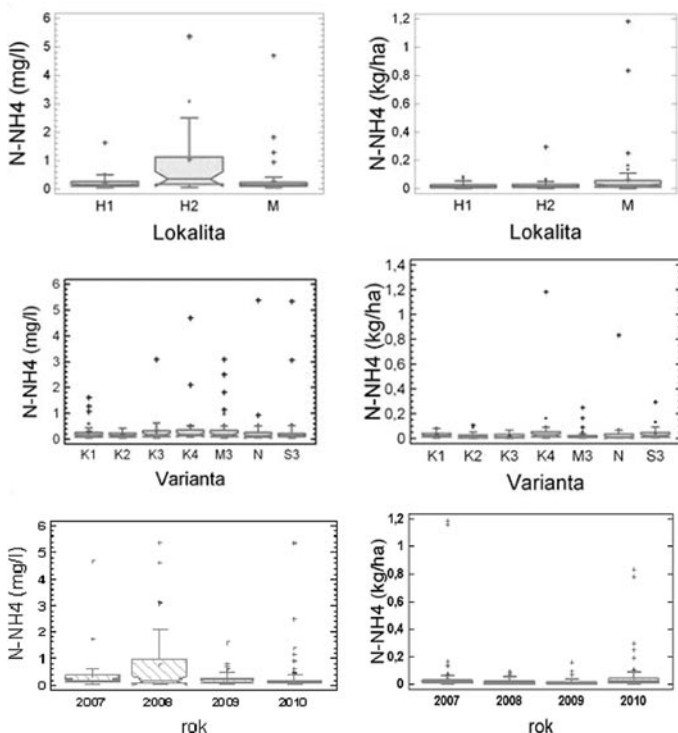 N-NH4 (mg/l)
6
5
4
3
2
1
0
H1 H2 M
Lokalita
N-NH4 (kg/ha)
1,2
1
0,8
0,6
0,4
0,2
0
H1 H2 M
Lokalita
N-NH4 (mg/l)
6
5
4
3
2
1
0
K1 K2 K3 K4 M3 N S3
Varianta
N-NH4 (kg/ha)
1,4
1,2
1
0,8
0,6
0,4
0,2
0
K1 K2 K3 K4 M3 N S3
Varianta
N-NH4 (mg/l)
6
5
4
3
2
1
0
2007 2008 2009 2010
rok
N-NH4 (kg/ha)
1,2
1
0,8
0,6
0,4
0,2
0
2007 2008 2009 2010
rok